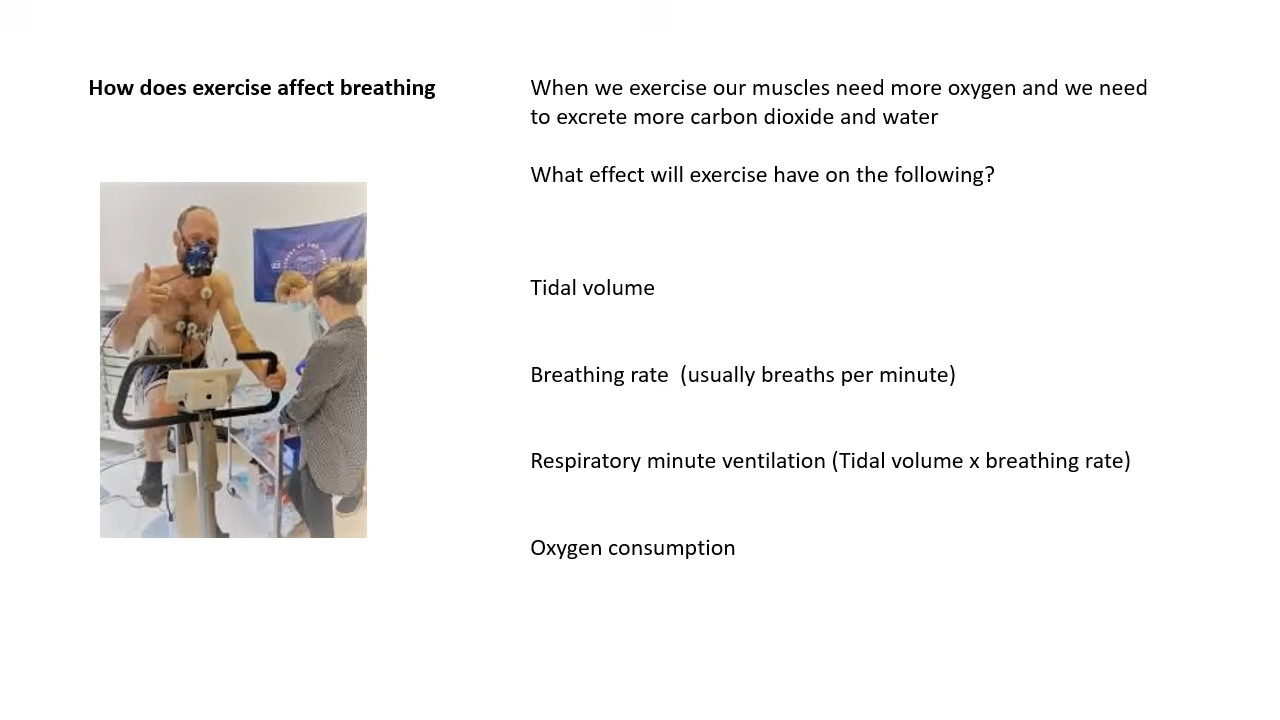 How does exercise affect breathing
When we exercise our muscles need more oxygen and we need
to excrete more carbon dioxide and water
What effect will exercise have on the following?
Tidal volume
Breathing rate  (usually breaths per minute)
Respiratory minute ventilation (Tidal volume x breathing rate)
Oxygen consumption